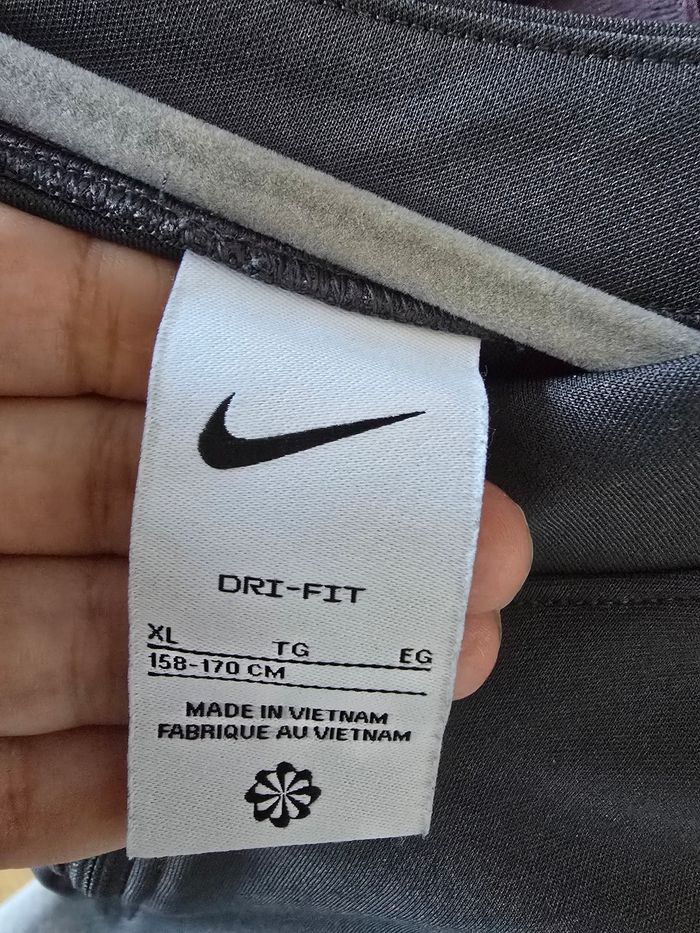 DRI-FIT
XL TG EG
158-170 CM
MADE IN VIETNAM
FABRIQUE AU VIETNAM